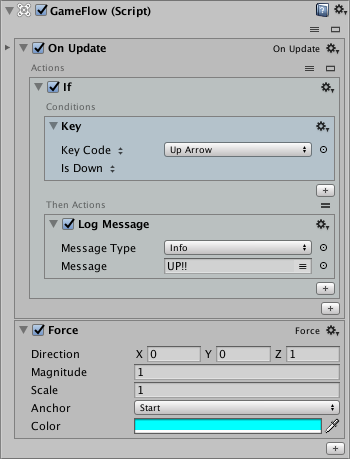 GameFlow (Script)
On Update On Update
Actions
If
Conditions
Key
Key Code Up Arrow
Is Down
Then Actions
Log Message
Message Type Info
Message UP!!
Force Force
Direction X 0 Y 0 Z 1
Magnitude 1
Scale 1
Anchor Start
Color